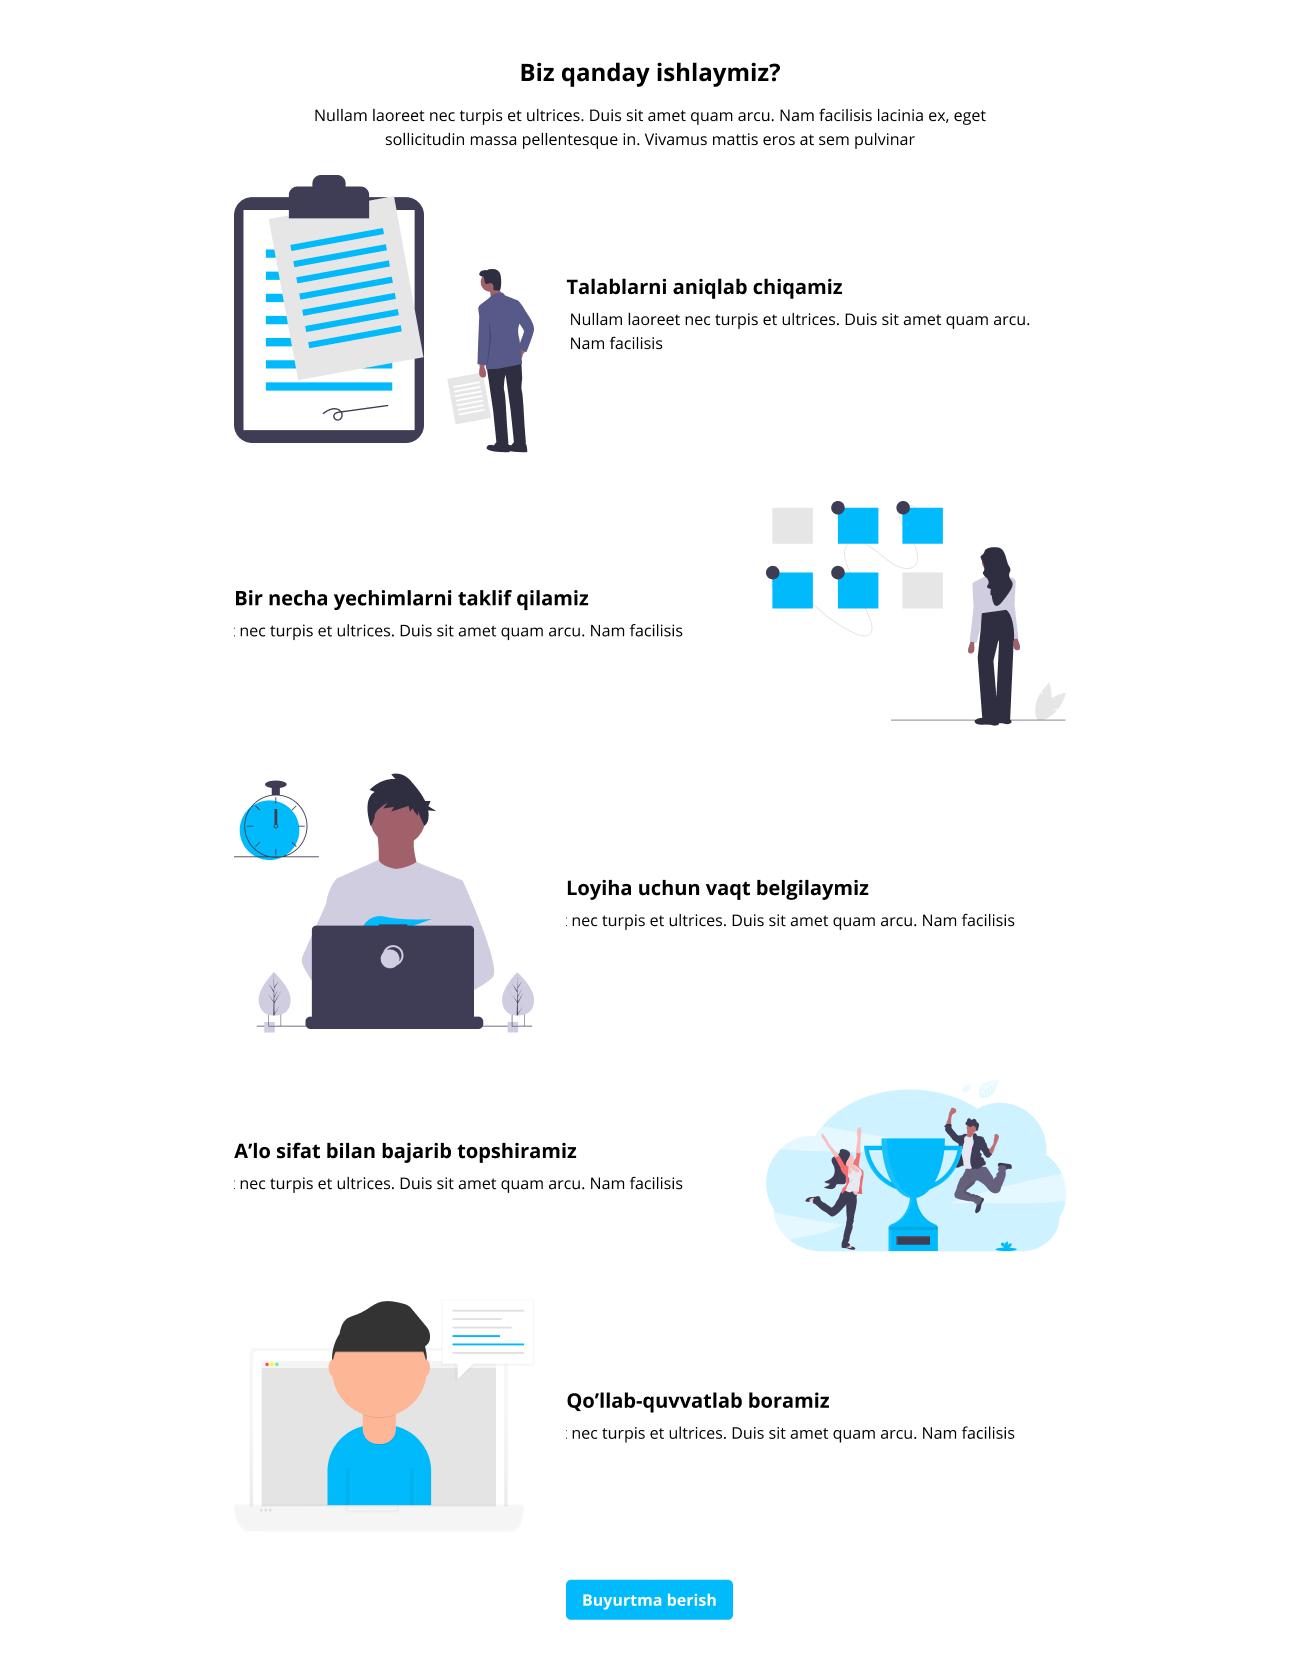 Biz qanday ishlaymiz?
Nullam laoreet nec turpis et ultrices. Duis sit amet quam arcu. Nam facilisis lacinia ex, eget
sollicitudin massa pellentesque in. Vivamus mattis eros at sem pulvinar
Talablarni aniqlab chiqamiz
Nullam laoreet nec turpis et ultrices. Duis sit amet quam arcu.
Nam facilisis
Bir necha yechimlarni taklif qilamiz
nec turpis et ultrices. Duis sit amet quam arcu. Nam facilisis
Loyiha uchun vaqt belgilaymiz
nec turpis et ultrices. Duis sit amet quam arcu. Nam facilisis
A’lo sifat bilan bajarib topshiramiz
nec turpis et ultrices. Duis sit amet quam arcu. Nam facilisis
Qo’llab-quvvatlab boramiz
nec turpis et ultrices. Duis sit amet quam arcu. Nam facilisis
Buyurtma berish